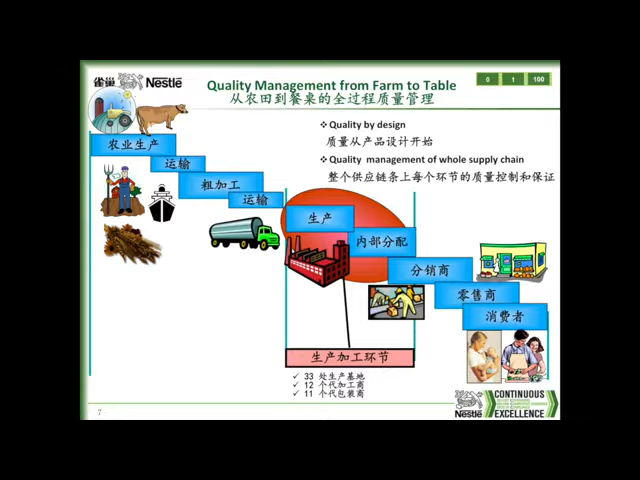 雀巢 Nestlé
0 1 100
Quality Management from Farm to Table
从农田到餐桌的全过程质量管理
❖ Quality by design
质量从产品设计开始
❖ Quality management of whole supply chain
整个供应链条上每个环节的质量控制和保证
农业生产
运输
粗加工
运输
生产
内部分配
分销商
零售商
消费者
生产加工环节
✓ 33 处生产基地
✓ 12 个代加工商
✓ 11 个代包装商
7
Nestlé
CONTINUOUS
EXCELLENCE